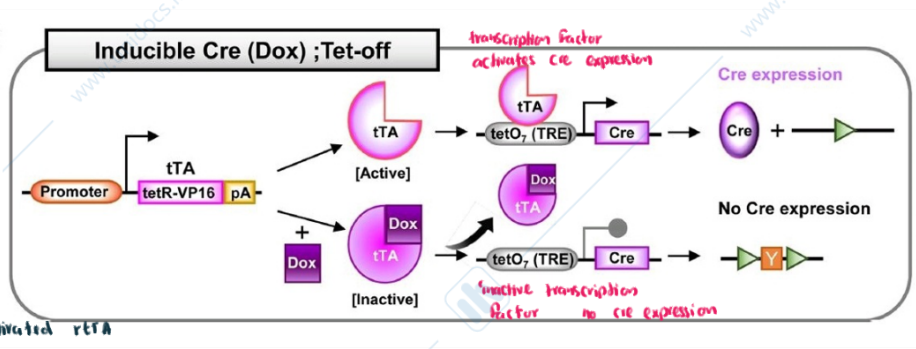 Inducible Cre (Dox) ;Tet-off
transcription factor
activates cre expression
Cre expression
tTA
tTA
[Active]
tetO7 (TRE)
Cre
Cre
+
tTA
Promoter
tetR-VP16
pA
+
Dox
Dox
tTA
[Inactive]
Dox
tTA
tetO7 (TRE)
Cre
No Cre expression
Y
inactive transcription
factor no cre expression
rtTA